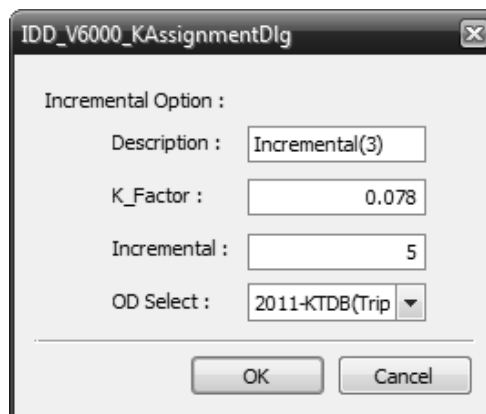 IDD_V6000_KAssignmentDlg
Incremental Option :
Description : Incremental(3)
K_Factor : 0.078
Incremental : 5
OD Select : 2011-KTDB(Trip
OK Cancel